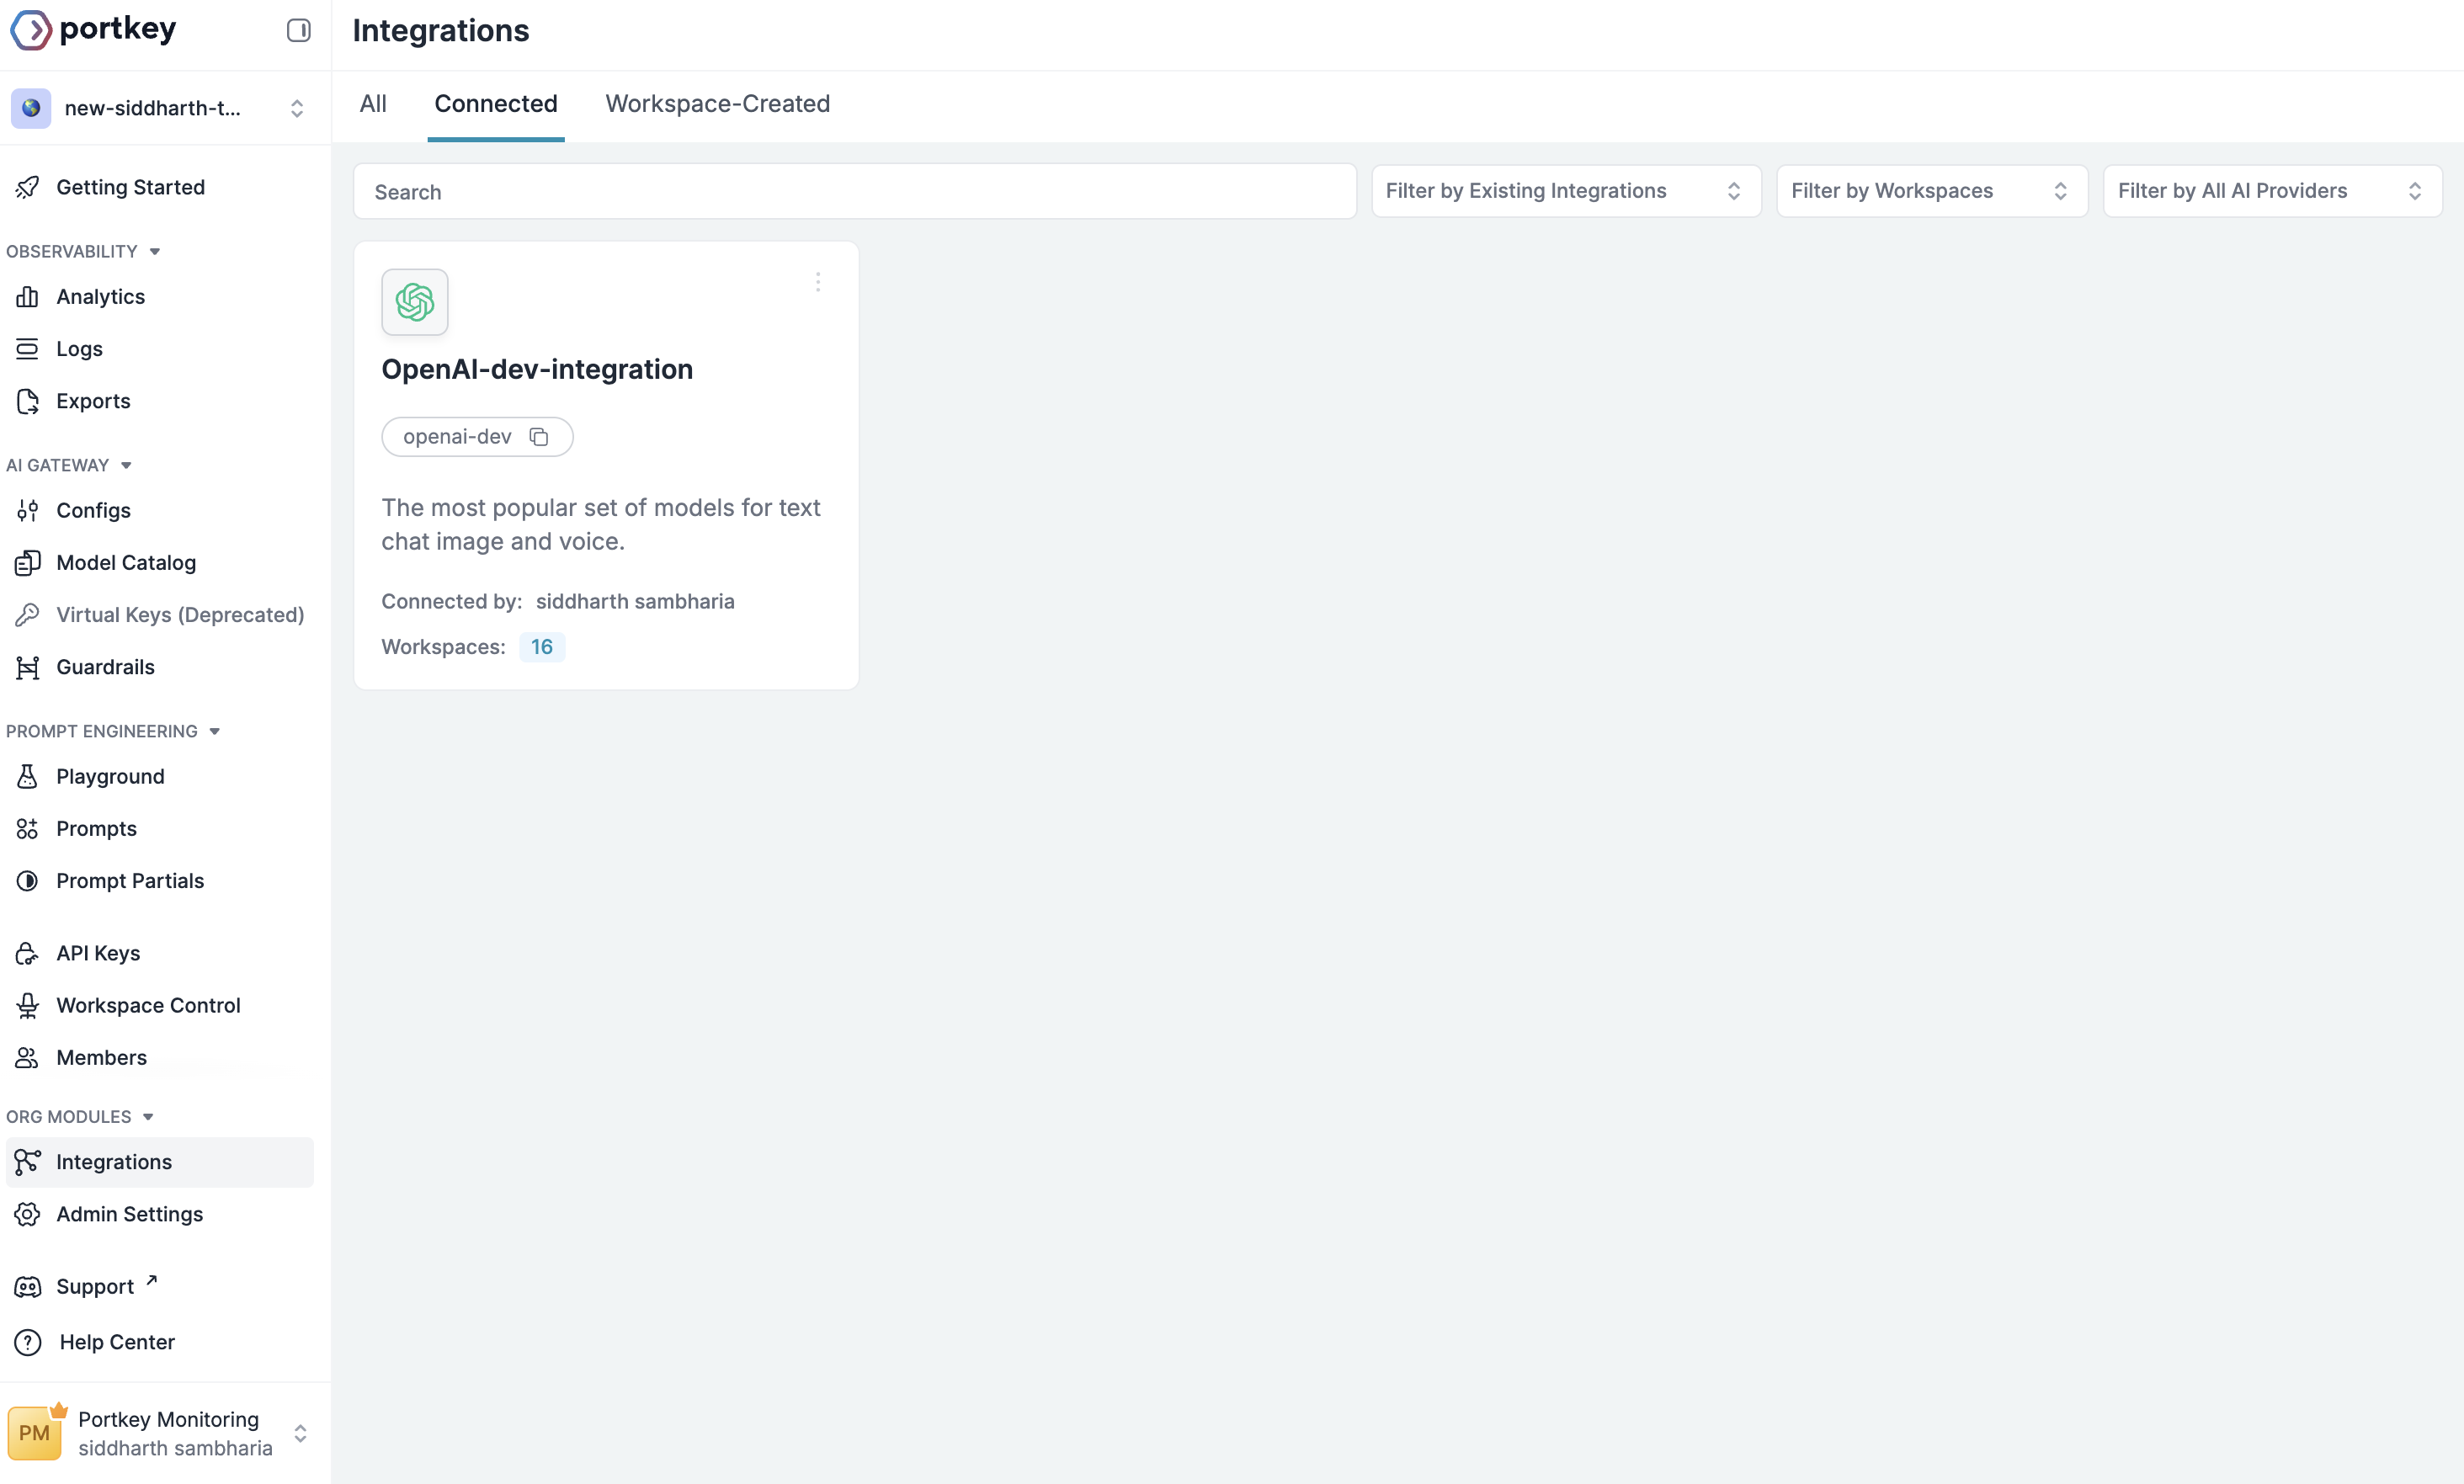 portkey
new-siddharth-t...
Getting Started
OBSERVABILITY
Analytics
Logs
Exports
AI GATEWAY
Configs
Model Catalog
Virtual Keys (Deprecated)
Guardrails
PROMPT ENGINEERING
Playground
Prompts
Prompt Partials
API Keys
Workspace Control
Members
ORG MODULES
Integrations
Admin Settings
Support
Help Center
PM
Portkey Monitoring
siddharth sambharia
Integrations
All Connected Workspace-Created
Search Filter by Existing Integrations Filter by Workspaces Filter by All AI Providers
OpenAI-dev-integration
openai-dev
The most popular set of models for text
chat image and voice.
Connected by: siddharth sambharia
Workspaces: 16